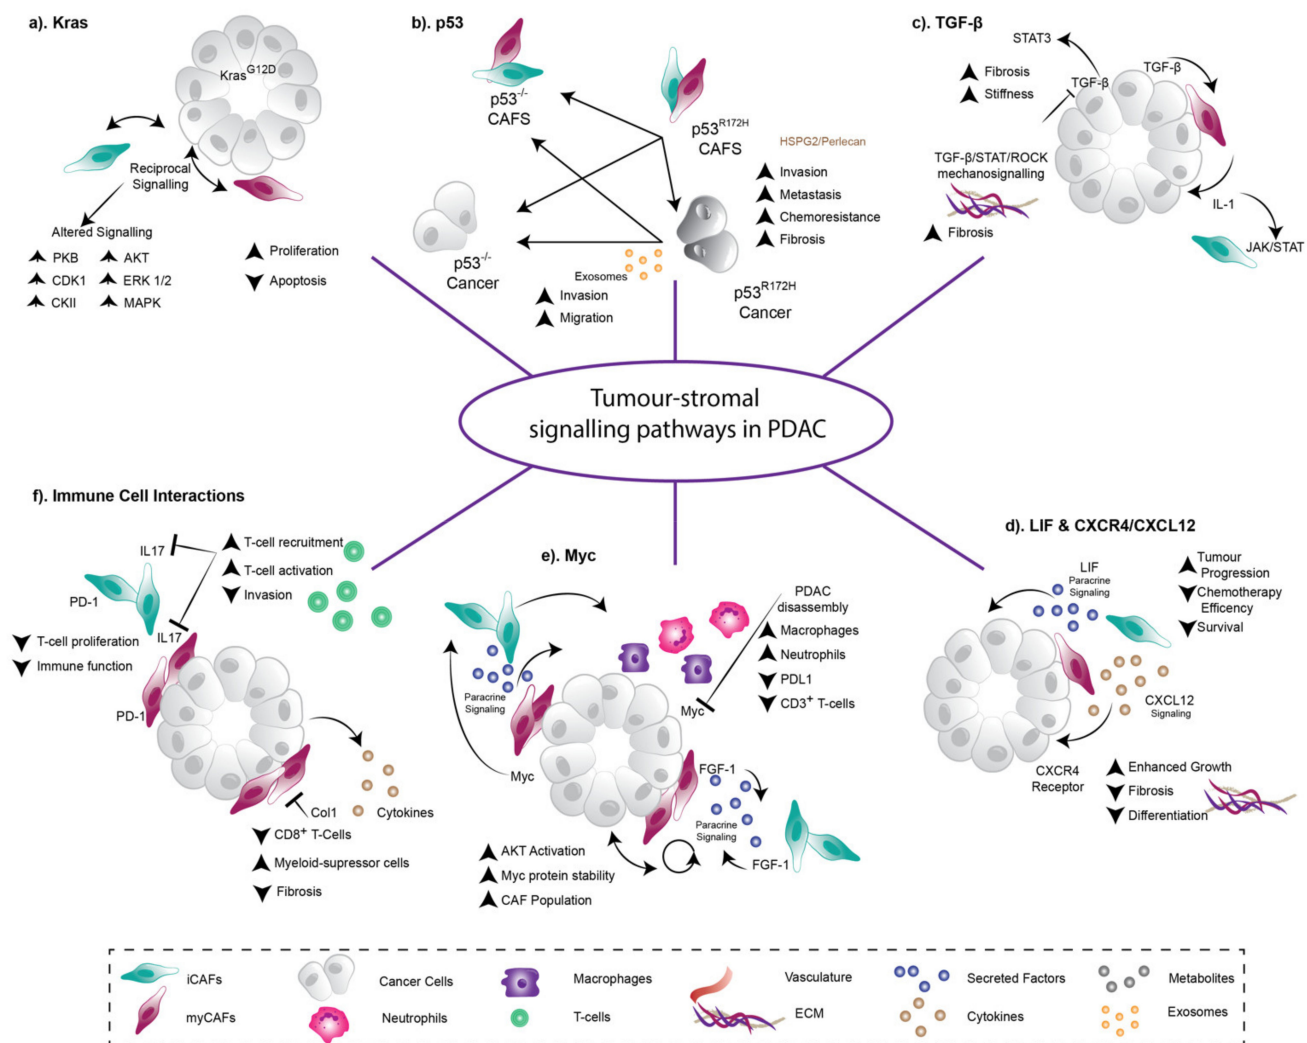 a). Kras
Kras^G12D
Reciprocal
Signalling
Altered Signalling
PKB
AKT
CDK1
ERK 1/2
CKII
MAPK
Proliferation
Apoptosis
b). p53
p53^-/-
CAFS
p53^R172H
CAFS
HSPG2/Perlecan
Invasion
Metastasis
Chemoresistance
Fibrosis
p53^-/-
Cancer
Exosomes
Invasion
Migration
p53^R172H
Cancer
c). TGF-β
STAT3
Fibrosis
Stiffness
TGF-β
TGF-β
TGF-β/STAT/ROCK
mechanosignalling
Fibrosis
IL-1
JAK/STAT
Tumour-stromal
signalling pathways in PDAC
f). Immune Cell Interactions
IL17
T-cell recruitment
T-cell activation
Invasion
PD-1
IL17
T-cell proliferation
Immune function
PD-1
Col1
Cytokines
CD8+ T-Cells
Myeloid-supressor cells
Fibrosis
e). Myc
Paracrine
Signaling
Myc
PDAC
disassembly
Macrophages
Neutrophils
PDL1
CD3+ T-cells
Myc
FGF-1
Paracrine
Signaling
FGF-1
AKT Activation
Myc protein stability
CAF Population
d). LIF & CXCR4/CXCL12
LIF
Paracrine
Signaling
Tumour
Progression
Chemotherapy
Efficency
Survival
CXCL12
Signaling
CXCR4
Receptor
Enhanced Growth
Fibrosis
Differentiation
iCAFs
Cancer Cells
Macrophages
Vasculature
Secreted Factors
Metabolites
myCAFs
Neutrophils
T-cells
ECM
Cytokines
Exosomes